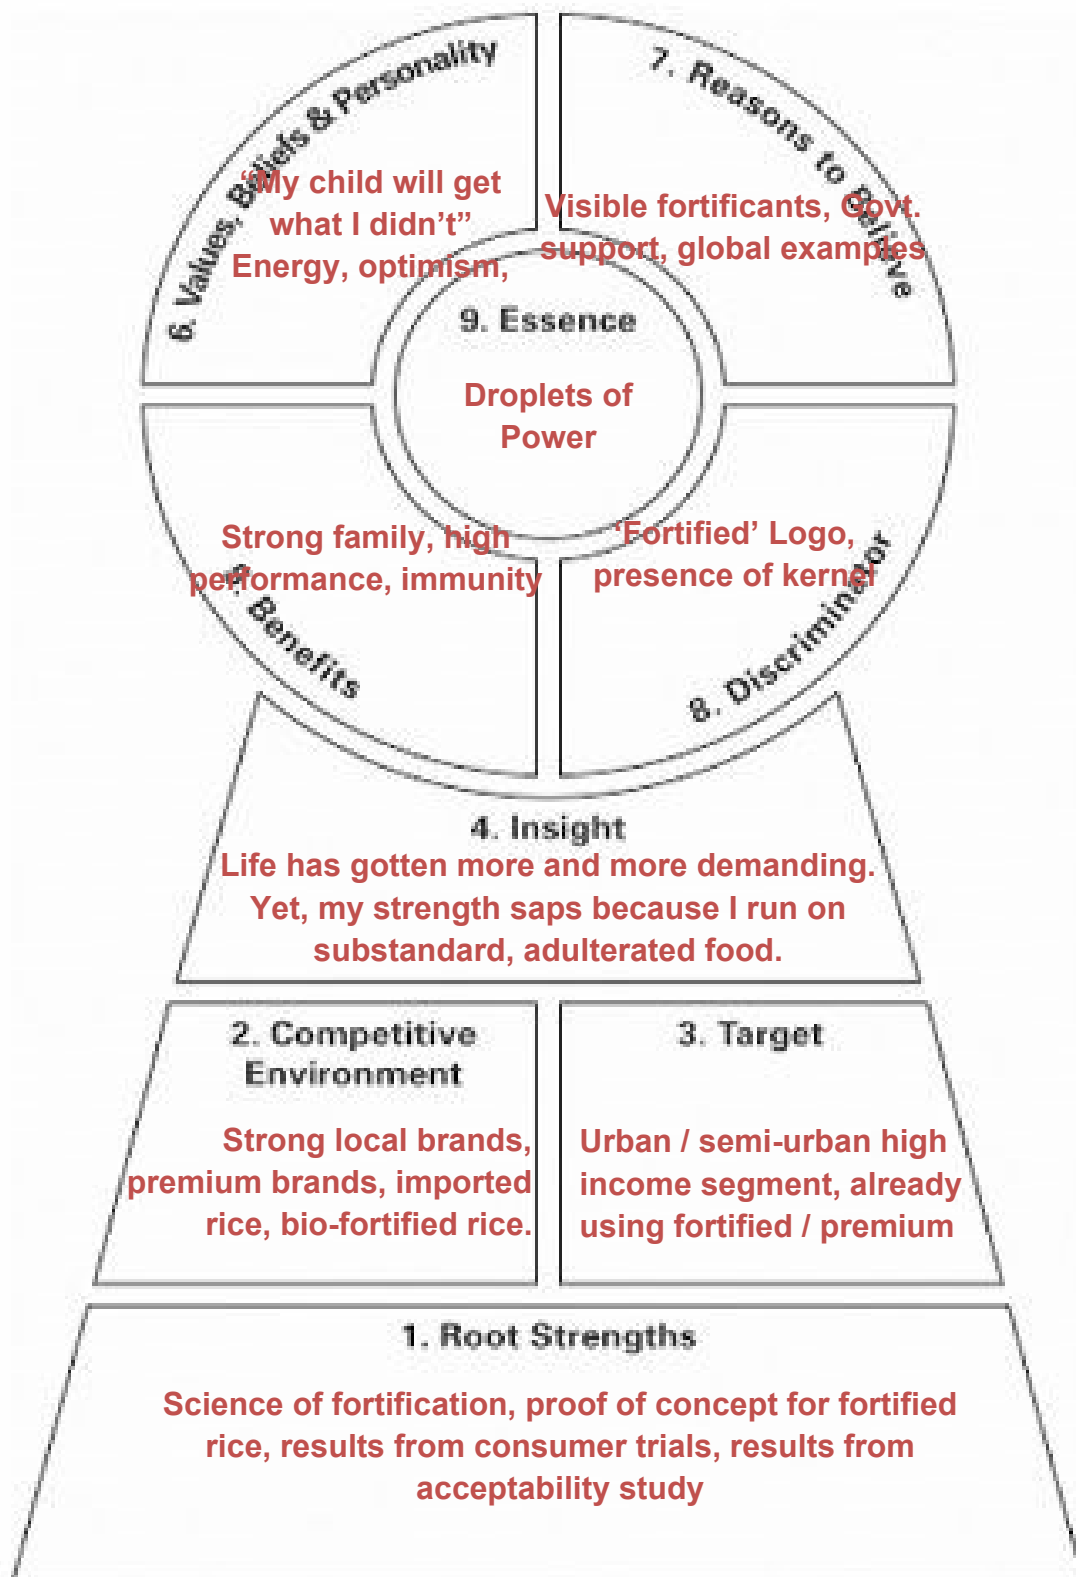 6. Values, Beliefs & Personality
“My child will get
what I didn’t”
Energy, optimism,
7. Reasons to Believe
Visible fortificants, Govt.
support, global examples
9. Essence
Droplets of
Power
Strong family, high
performance, immunity
Benefits
‘Fortified’ Logo,
presence of kernel
8. Discriminator
4. Insight
Life has gotten more and more demanding.
Yet, my strength saps because I run on
substandard, adulterated food.
2. Competitive
Environment
Strong local brands,
premium brands, imported
rice, bio-fortified rice.
3. Target
Urban / semi-urban high
income segment, already
using fortified / premium
1. Root Strengths
Science of fortification, proof of concept for fortified
rice, results from consumer trials, results from
acceptability study